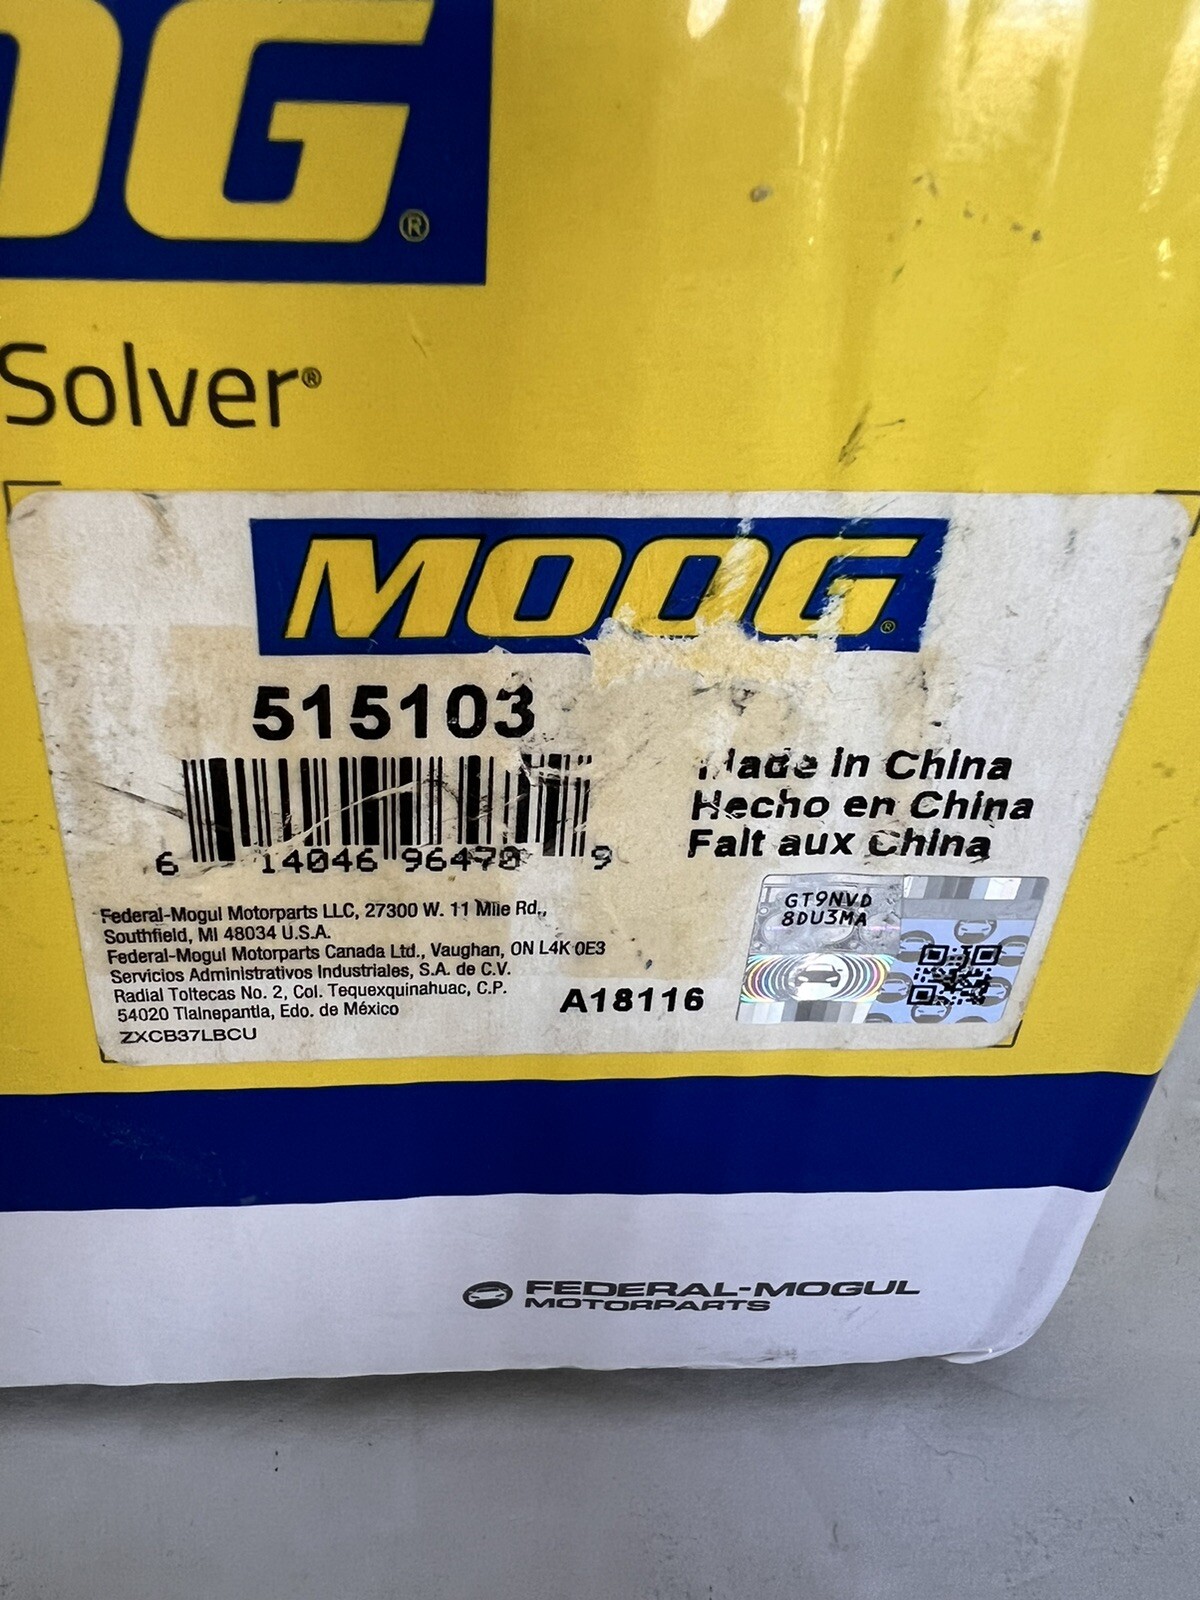 OG®
Solver®
MOOG®
515103
6 14046 96470 9
Made in China
Hecho en China
Fait aux China
Federal-Mogul Motorparts LLC, 27300 W. 11 Mile Rd.,
Southfield, MI 48034 U.S.A.
Federal-Mogul Motorparts Canada Ltd., Vaughan, ON L4K 0E3
Servicios Administrativos Industriales, S.A. de C.V.
Radial Toltecas No. 2, Col. Tequexquinahuac, C.P.
54020 Tlalnepantla, Edo. de México
ZXCB37LBCU
A18116
GT9NVD
8DU3MA
FEDERAL-MOGUL
MOTORPARTS